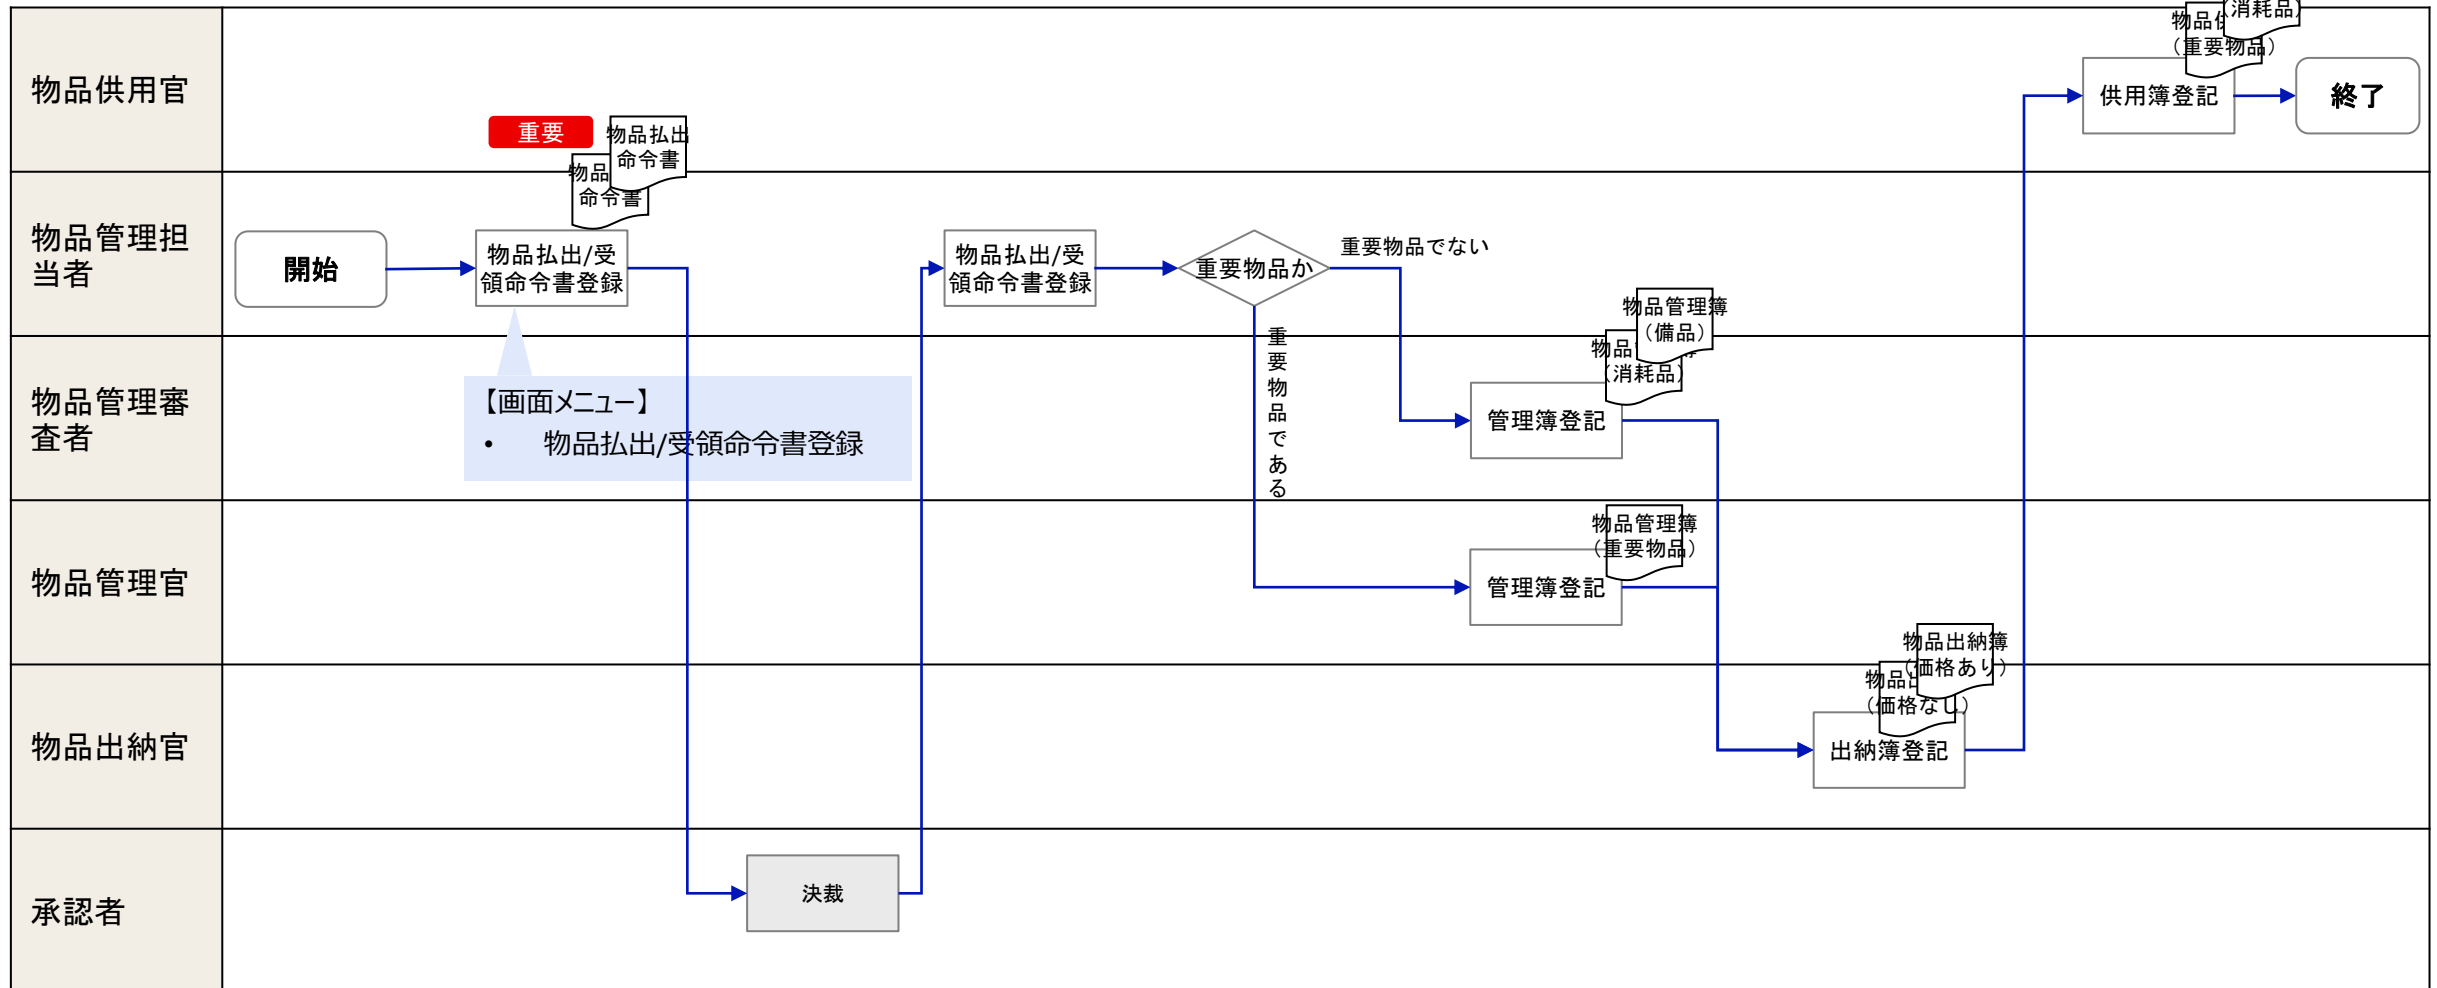 物品供用官
重要
物品払出
命令書
物品
命令書
(消耗品)
物品
(重要物品)
供用簿登記
終了
物品管理担
当者
開始
物品払出/受
領命令書登録
物品払出/受
領命令書登録
重要物品か
重要物品でない
重要物品である
物品管理簿
(備品)
物品
(消耗品)
物品管理審
査者
【画面メニュー】
• 物品払出/受領命令書登録
管理簿登記
物品管理官
物品管理簿
(重要物品)
管理簿登記
物品出納簿
(価格あり)
物品出
(価格なし)
物品出納官
出納簿登記
承認者
決裁